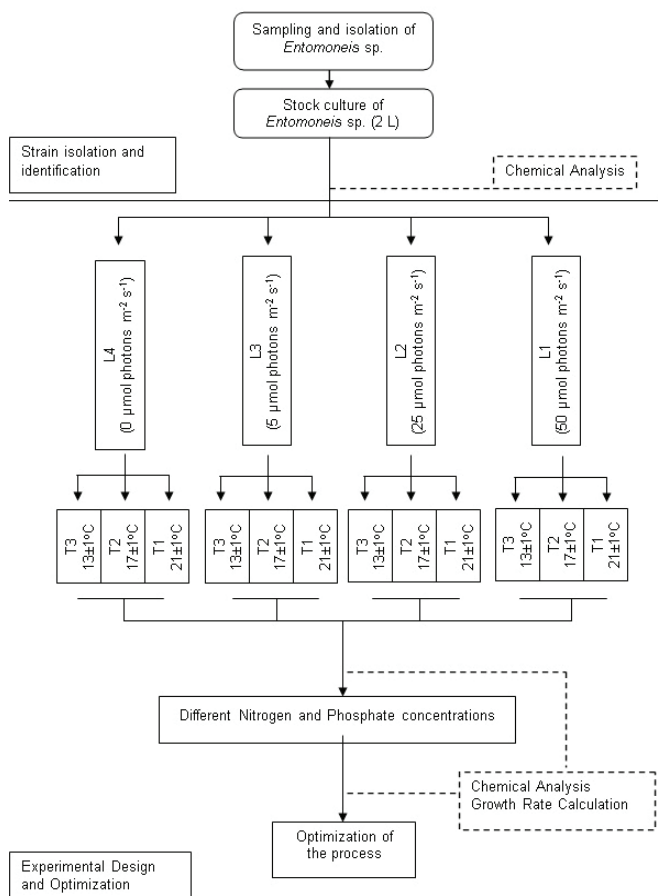 Sampling and isolation of
Entomoneis sp.
Stock culture of
Entomoneis sp. (2 L)
Strain isolation and
identification
Chemical Analysis
L4
(0 µmol photons m⁻² s⁻¹)
L3
(5 µmol photons m⁻² s⁻¹)
L2
(25 µmol photons m⁻² s⁻¹)
L1
(50 µmol photons m⁻² s⁻¹)
T3
13±1ºC
T2
17±1ºC
T1
21±1ºC
T3
13±1ºC
T2
17±1ºC
T1
21±1ºC
T3
13±1ºC
T2
17±1ºC
T1
21±1ºC
T3
13±1ºC
T2
17±1ºC
T1
21±1ºC
Different Nitrogen and Phosphate concentrations
Chemical Analysis
Growth Rate Calculation
Optimization of
the process
Experimental Design
and Optimization